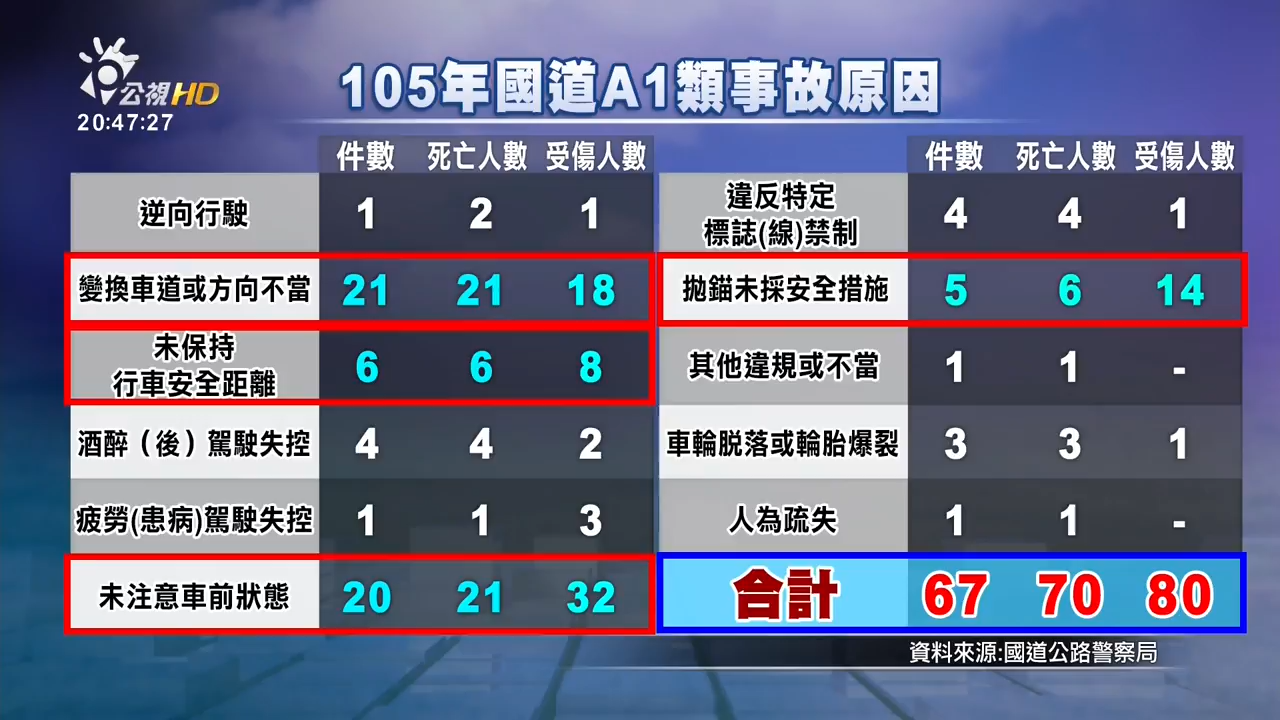 公視HD
20:47:27
105年國道A1類事故原因
件數 死亡人數 受傷人數
逆向行駛 1 2 1
變換車道或方向不當 21 21 18
未保持
行車安全距離 6 6 8
酒醉（後）駕駛失控 4 4 2
疲勞(患病)駕駛失控 1 1 3
未注意車前狀態 20 21 32
件數 死亡人數 受傷人數
違反特定
標誌(線)禁制 4 4 1
拋錨未採安全措施 5 6 14
其他違規或不當 1 1 -
車輪脱落或輪胎爆裂 3 3 1
人為疏失 1 1 -
合計 67 70 80
資料來源:國道公路警察局